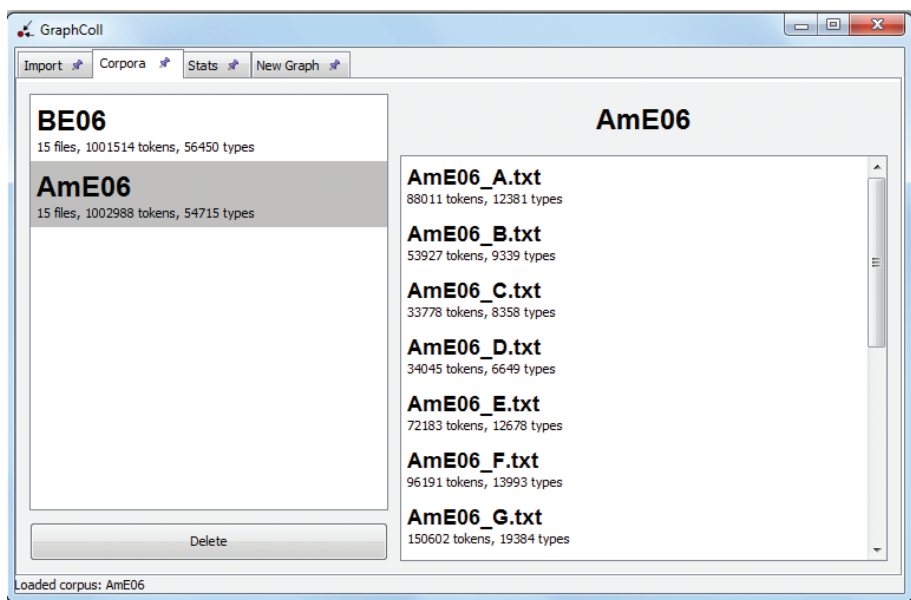 GraphColl
Import Corpora Stats New Graph
BE06
15 files, 1001514 tokens, 56450 types
AmE06
15 files, 1002988 tokens, 54715 types
Delete
AmE06
AmE06_A.txt
88011 tokens, 12381 types
AmE06_B.txt
53927 tokens, 9339 types
AmE06_C.txt
33778 tokens, 8358 types
AmE06_D.txt
34045 tokens, 6649 types
AmE06_E.txt
72183 tokens, 12678 types
AmE06_F.txt
96191 tokens, 13993 types
AmE06_G.txt
150602 tokens, 19384 types
Loaded corpus: AmE06